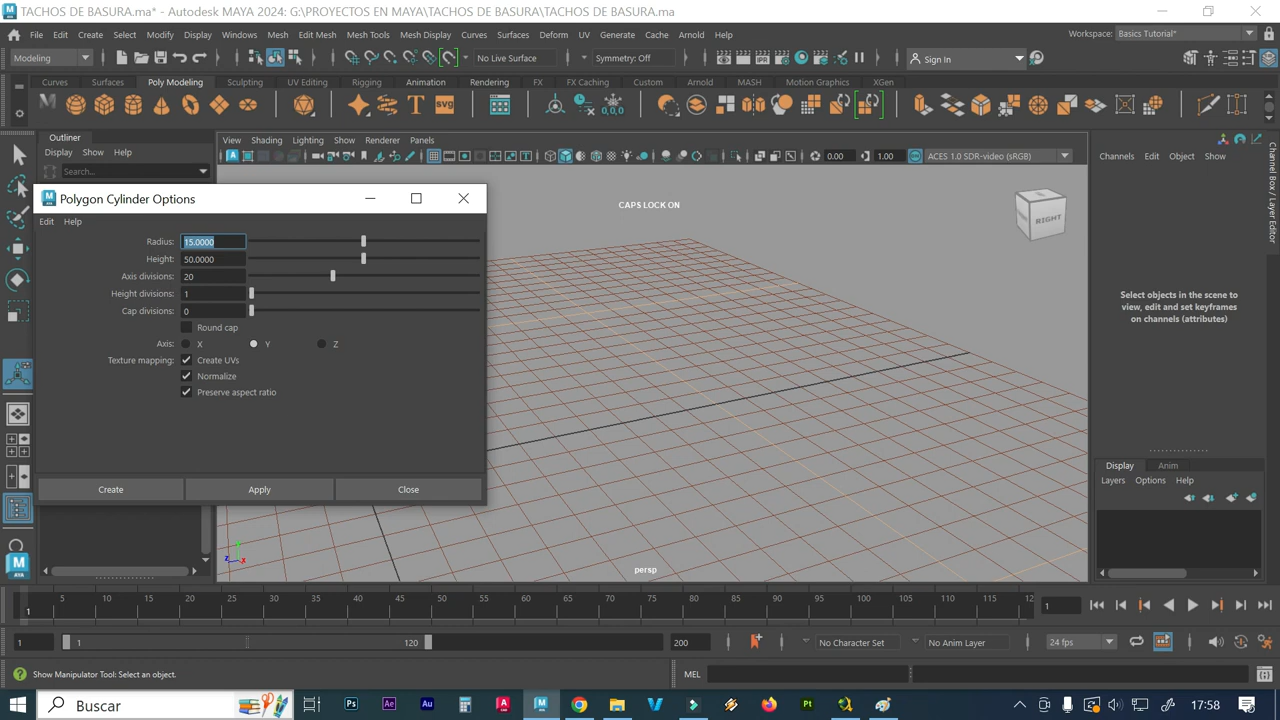 TACHOS DE BASURA.ma* - Autodesk MAYA 2024: G:\PROYECTOS EN MAYA\TACHOS DE BASURA\TACHOS DE BASURA.ma
File Edit Create Select Modify Display Windows Mesh Edit Mesh Mesh Tools Mesh Display Curves Surfaces Deform UV Generate Cache Arnold Help Workspace: Basics Tutorial*
Modeling No Live Surface Symmetry: Off IPR Sign In
Curves Surfaces Poly Modeling Sculpting UV Editing Rigging Animation Rendering FX FX Caching Custom Arnold MASH Motion Graphics XGen
T svg 0,0,0
Outliner
Display Show Help
Search...
View Shading Lighting Show Renderer Panels
0.00 1.00 ACES 1.0 SDR-video (sRGB)
Channels Edit Object Show
Channel Box / Layer Editor
Polygon Cylinder Options
Edit Help
Radius: 15.0000
Height: 50.0000
Axis divisions: 20
Height divisions: 1
Cap divisions: 0
Round cap
Axis: X Y Z
Texture mapping: Create UVs
Normalize
Preserve aspect ratio
Create Apply Close
CAPS LOCK ON
RIGHT
Select objects in the scene to
view, edit and set keyframes
on channels (attributes)
Display Anim
Layers Options Help
persp
z x
5 10 15 20 25 30 35 40 45 50 55 60 65 70 75 80 85 90 95 100 105 110 115 12
1
1
1 1 120 200 No Character Set No Anim Layer 24 fps
Show Manipulator Tool: Select an object. MEL
Buscar Ps Ae Au A M V Pt 17:58